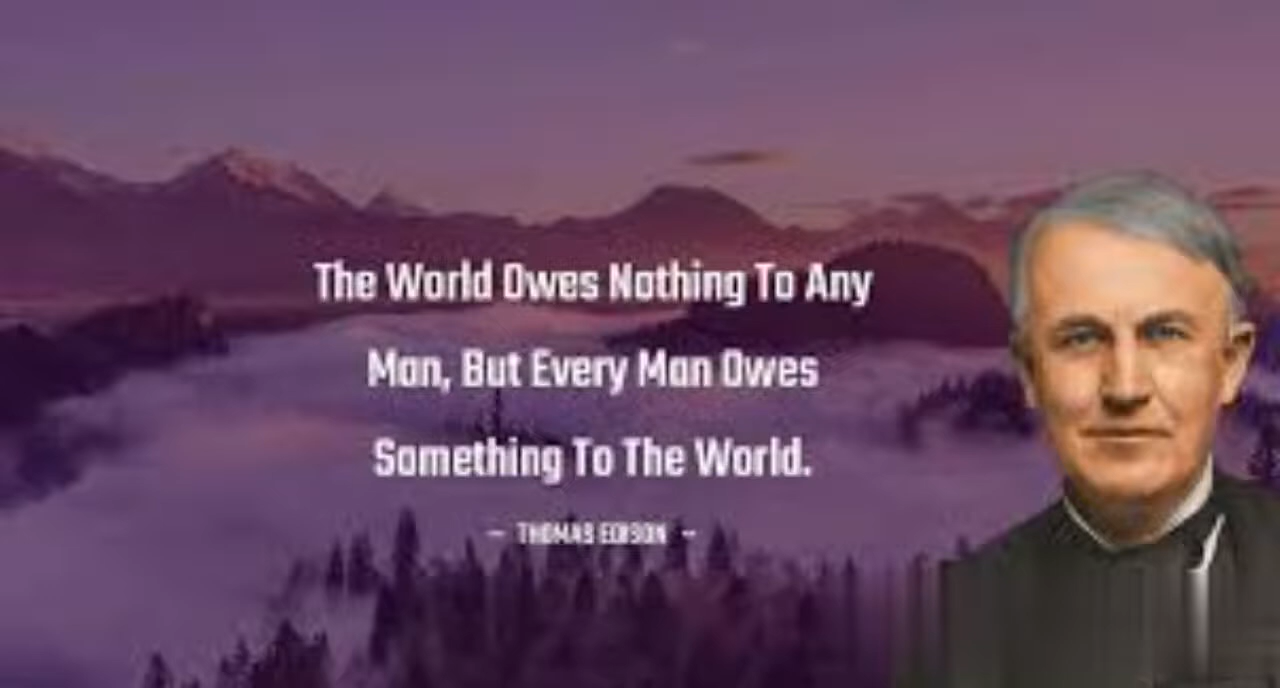 The World Owes Nothing To Any
Man, But Every Man Owes
Something To The World.
– THOMAS EDISON –